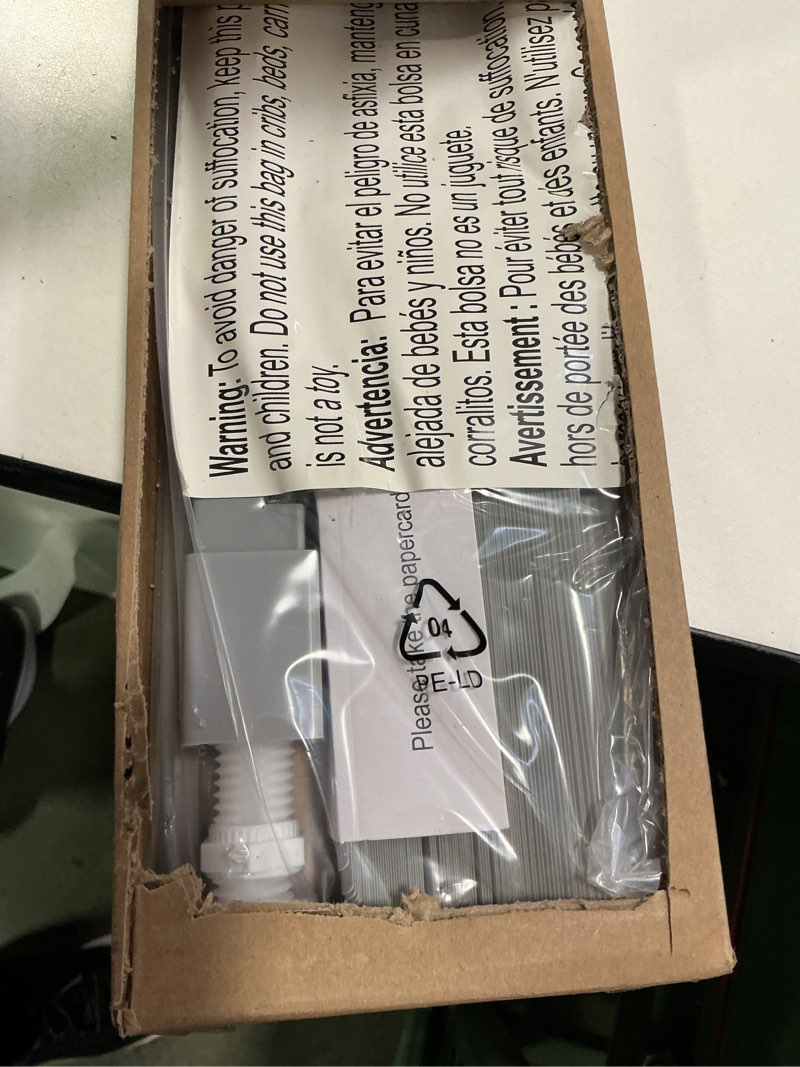 Warning: To avoid danger of suffocation, keep this
and children. Do not use this bag in cribs, beds,
is not a toy.
Advertencia: Para evitar el peligro de asfixia,
alejada de bebés y niños. No utilice esta bolsa en
corralitos. Esta bolsa no es un juguete.
Avertissement : Pour éviter tout risque de suffocation,
hors de portée des bébés et des enfants. N'utilisez
Please take the papercard
04
PE-LD